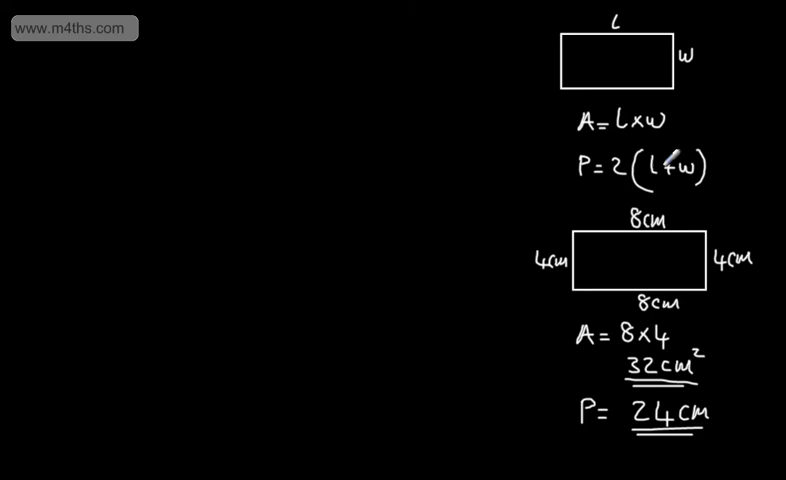 www.m4ths.com
L
W
A = L x W
P = 2 ( L + W )
8cm
4cm
4cm
8cm
A = 8 x 4
32cm²
P = 24cm